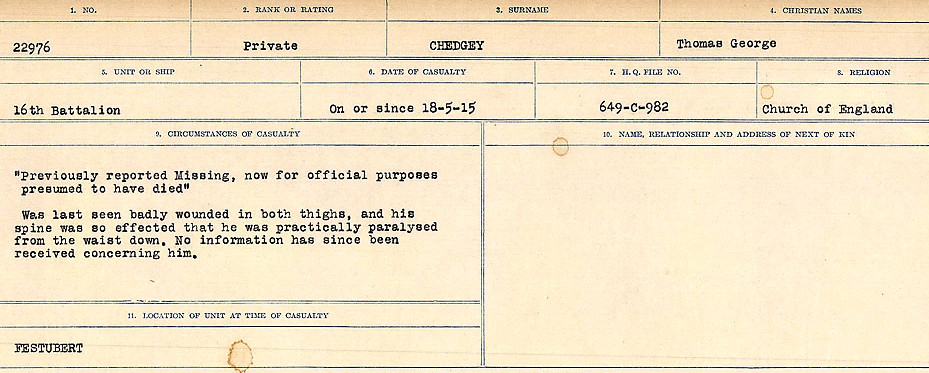 1. NO.
2. RANK OR RATING
3. SURNAME
4. CHRISTIAN NAMES
22976
Private
CHEDGEY
Thomas George
5. UNIT OR SHIP
6. DATE OF CASUALTY
7. H.Q. FILE NO.
8. RELIGION
16th Battalion
On or since 18-5-15
649-C-982
Church of England
9. CIRCUMSTANCES OF CASUALTY
"Previously reported Missing, now for official purposes
presumed to have died"
Was last seen badly wounded in both thighs, and his
spine was so effected that he was practically paralysed
from the waist down. No information has since been
received concerning him.
10. NAME, RELATIONSHIP AND ADDRESS OF NEXT OF KIN
11. LOCATION OF UNIT AT TIME OF CASUALTY
FESTUBERT